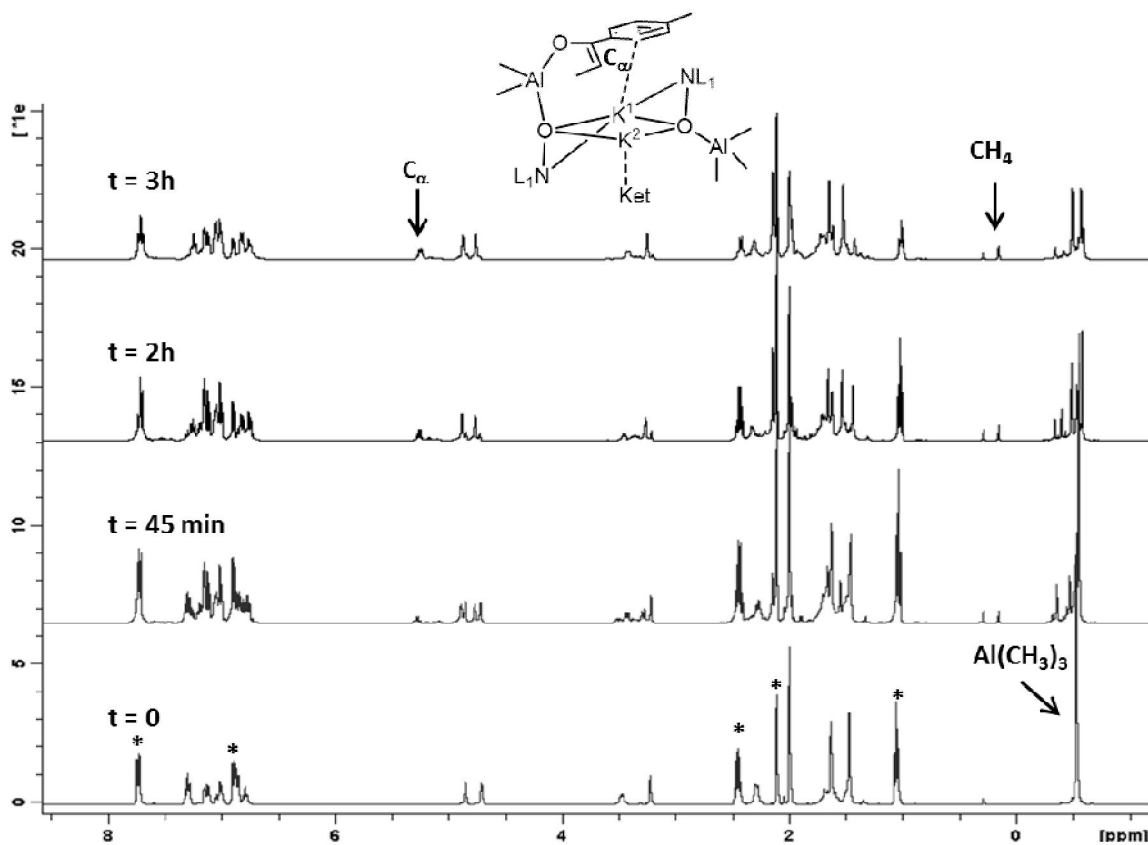 O
Cα
Al
NL1
K1
O
K2
O
Al
L1N
Ket
[*1e
t = 3h
Cα
CH4
20
t = 2h
15
t = 45 min
10
Al(CH3)3
5
t = 0
* * * * *
0
8 6 4 2 0 [ppm]